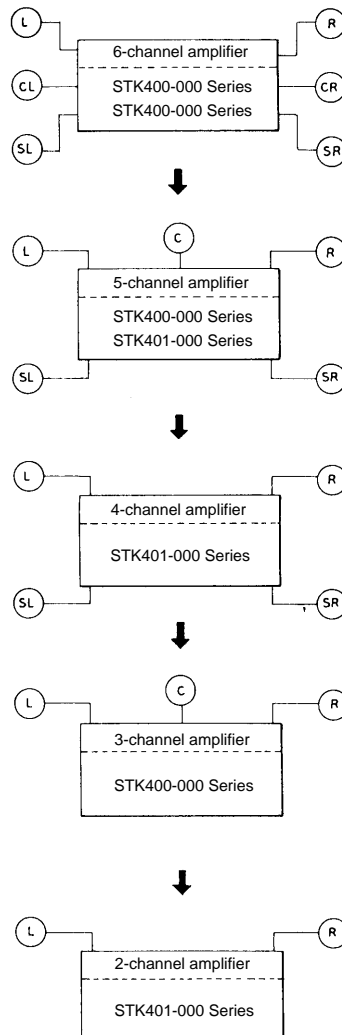 L
R
6-channel amplifier
CL
STK400-000 Series
CR
STK400-000 Series
SL
SR
C
L
R
5-channel amplifier
STK400-000 Series
STK401-000 Series
SL
SR
L
R
4-channel amplifier
STK401-000 Series
SL
SR
C
L
R
3-channel amplifier
STK400-000 Series
L
R
2-channel amplifier
STK401-000 Series